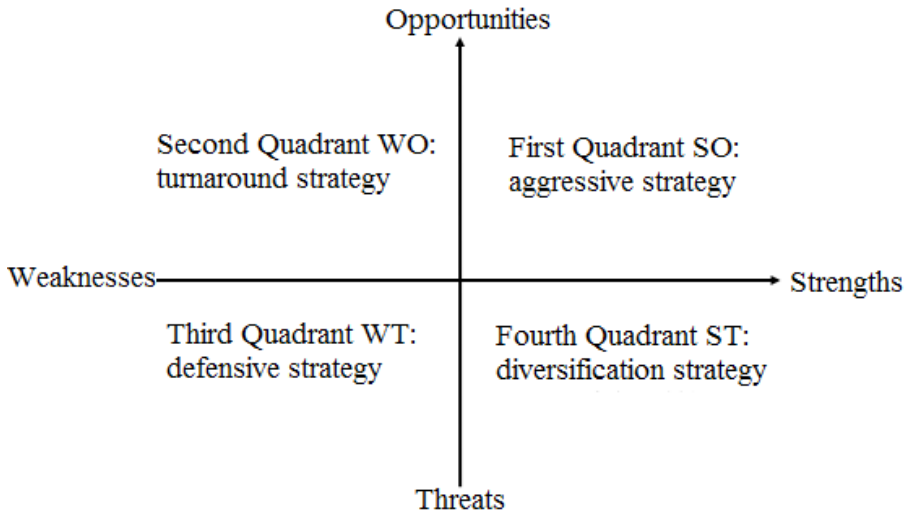 Opportunities
Second Quadrant WO:
turnaround strategy
First Quadrant SO:
aggressive strategy
Weaknesses
Strengths
Third Quadrant WT:
defensive strategy
Fourth Quadrant ST:
diversification strategy
Threats